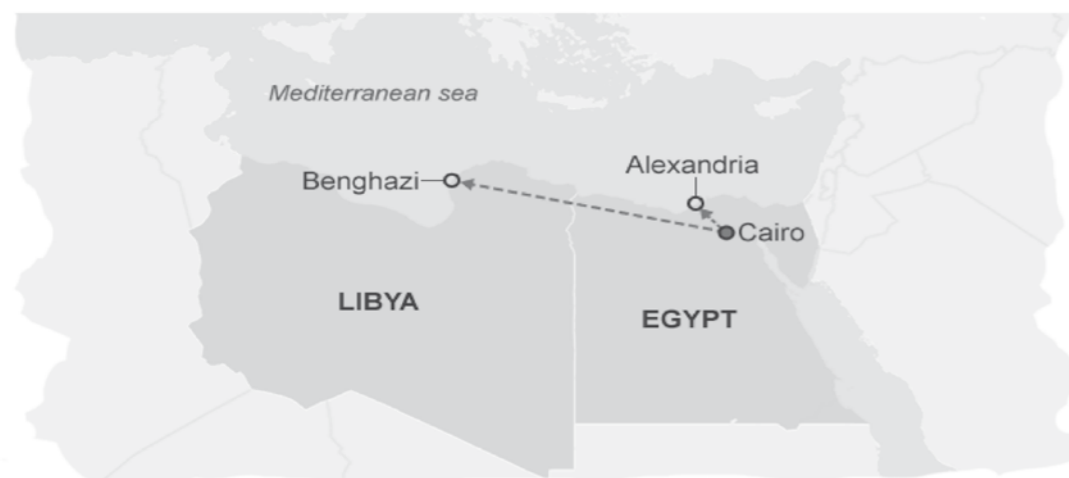 Mediterranean sea
Alexandria
Benghazi
Cairo
LIBYA
EGYPT